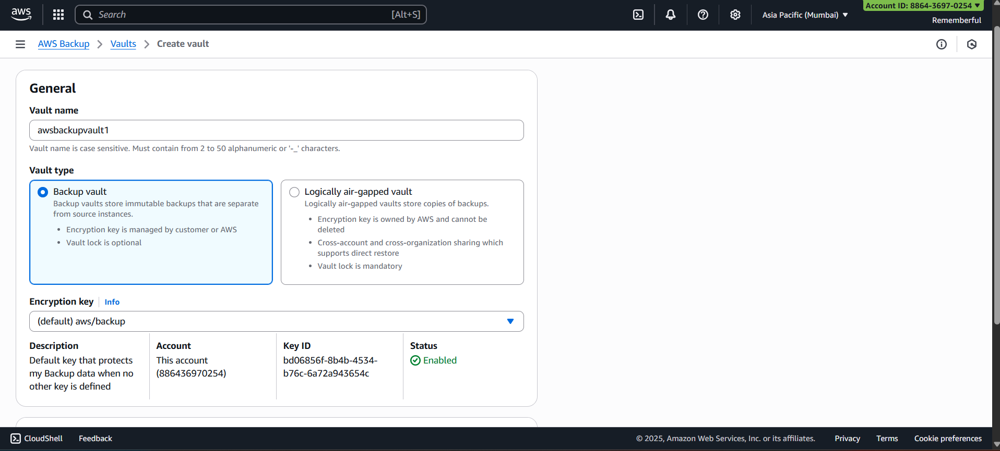 aws
Search
[Alt+S]
Asia Pacific (Mumbai)
Account ID: 8864-3697-0254
Rememberful
AWS Backup
Vaults
Create vault
General
Vault name
awsbackupvault1
Vault name is case sensitive. Must contain from 2 to 50 alphanumeric or '-_' characters.
Vault type
Backup vault
Backup vaults store immutable backups that are separate
from source instances.
• Encryption key is managed by customer or AWS
• Vault lock is optional
Logically air-gapped vault
Logically air-gapped vaults store copies of backups.
• Encryption key is owned by AWS and cannot be
deleted
• Cross-account and cross-organization sharing which
supports direct restore
• Vault lock is mandatory
Encryption key
Info
(default) aws/backup
Description
Default key that protects
my Backup data when no
other key is defined
Account
This account
(886436970254)
Key ID
bd06856f-8b4b-4534-
b76c-6a72a943654c
Status
Enabled
CloudShell
Feedback
© 2025, Amazon Web Services, Inc. or its affiliates.
Privacy
Terms
Cookie preferences